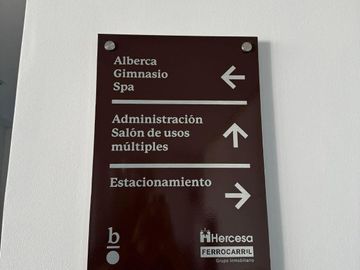 Alberca
Gimnasio
Spa
Administración
Salón de usos
múltiples
Estacionamiento
b
Hercesa
FERROCARRIL
Grupo Inmobiliario